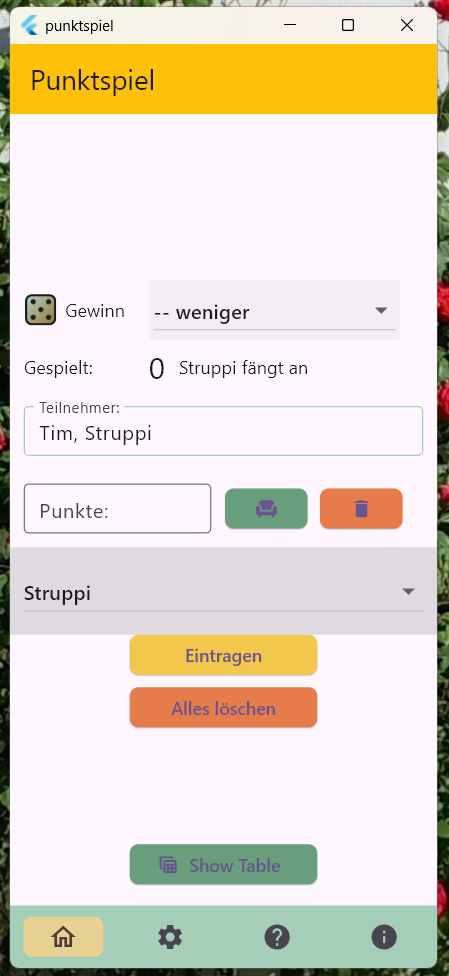 punktspiel
Punktspiel
Gewinn
-- weniger
Gespielt: 0 Struppi fängt an
Teilnehmer:
Tim, Struppi
Punkte:
Struppi
Eintragen
Alles löschen
Show Table